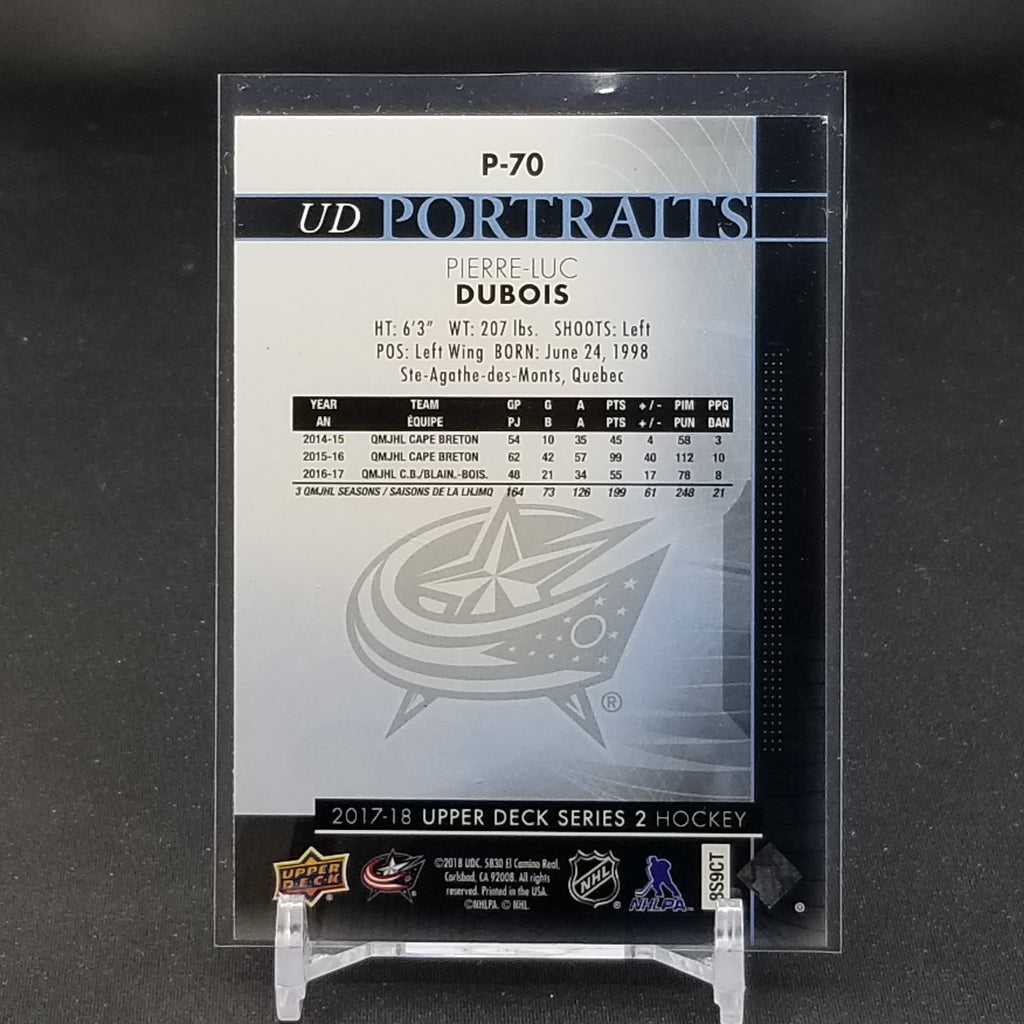 P-70
UD PORTRAITS
PIERRE-LUC
DUBOIS
HT: 6'3" WT: 207 lbs. SHOOTS: Left
POS: Left Wing BORN: June 24, 1998
Ste-Agathe-des-Monts, Quebec
YEAR TEAM GP G A PTS +/- PIM PPG
AN ÉQUIPE PJ B A PTS +/- PUN BAN
2014-15 QMJHL CAPE BRETON 54 10 35 45 4 58 3
2015-16 QMJHL CAPE BRETON 62 42 57 99 40 112 10
2016-17 QMJHL C.B./BLAIN.-BOIS. 48 21 34 55 17 78 8
3 QMJHL SEASONS / SAISONS DE LA LHJMQ 164 73 126 199 61 248 21
®
2017-18 UPPER DECK SERIES 2 HOCKEY
UPPER DECK
©2018 UDC. 5830 El Camino Real,
Carlsbad, CA 92008. All rights
reserved. Printed in the USA.
©NHLPA. © NHL.
NHL
NHLPA
8S9CT